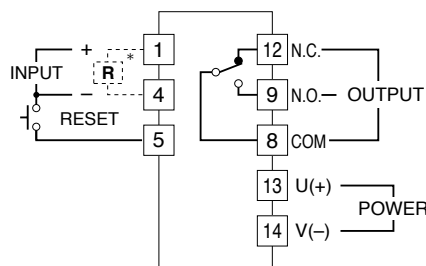 + R * 1 12 N.C.
INPUT
− 4 9 N.O. OUTPUT
RESET 5 8 COM
13 U(+)
POWER
14 V(–)